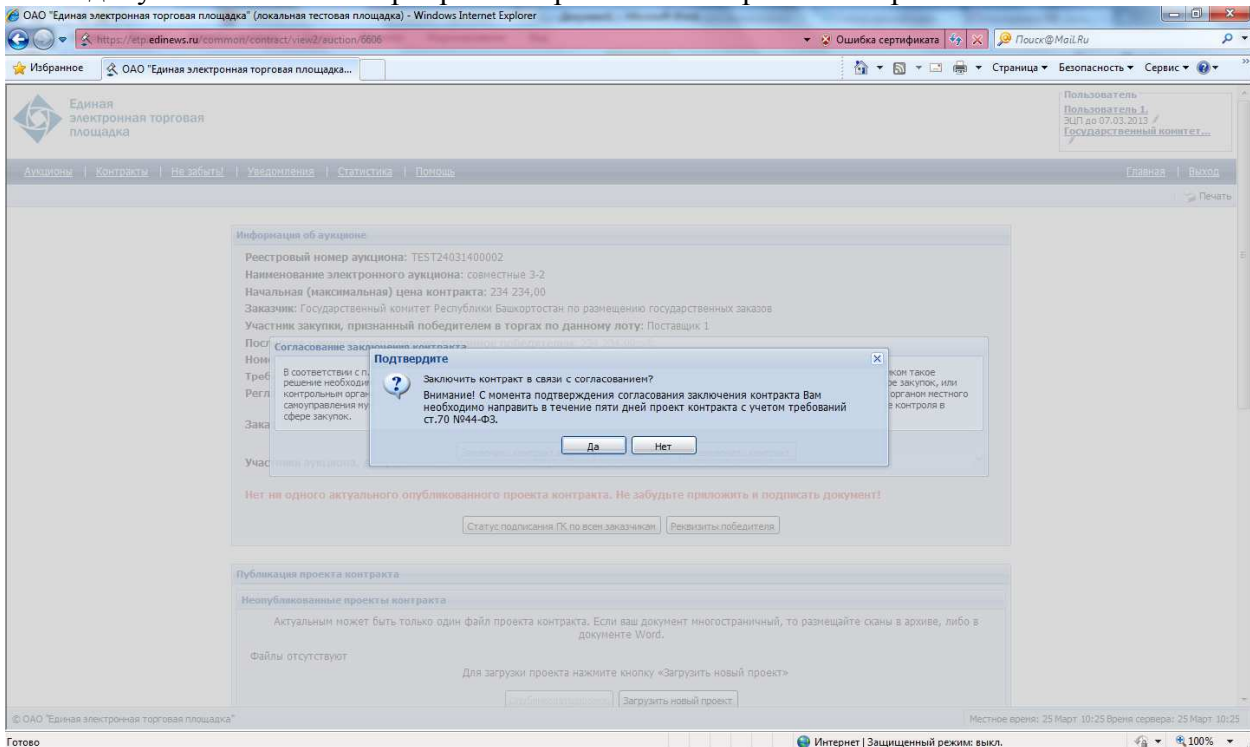 ОАО "Единая электронная торговая площадка" (локальная тестовая площадка) - Windows Internet Explorer
https://etp.edinews.ru/common/contract/view2/auction/6606
Ошибка сертификата
Поиск@Mail.Ru
Избранное
ОАО "Единая электронная торговая площадка...
Страница
Безопасность
Сервис
Единая
электронная торговая
площадка
Пользователь
Пользователь 1.
ЭЦП до 07.03.2013
Государственный комитет...
Аукционы | Контракты | Не забыть! | Уведомления | Статистика | Помощь
Главная | Выход
Печать
Информация об аукционе
Реестровый номер аукциона: TEST24031400002
Наименование электронного аукциона: совместные 3-2
Начальная (максимальная) цена контракта: 234 234,00
Заказчик: Государственный комитет Республики Башкортостан по размещению государственных заказов
Участник закупки, признанный победителем в торгах по данному лоту: Поставщик 1
Согласование заключения контракта
Подтвердите
Заключить контракт в связи с согласованием?
Внимание! С момента подтверждения согласования заключения контракта Вам
необходимо направить в течение пяти дней проект контракта с учетом требований
ст.70 №44-ФЗ.
Да
Нет
В соответствии с п.
решение необходи
контрольным орган
самоуправления му
сфере закупок.
ком такое
ре закупок, или
органом местного
е контроля в
Нет ни одного актуального опубликованного проекта контракта. Не забудьте приложить и подписать документ!
Статус подписания ГК по всем заказчикам
Реквизиты победителя
Публикация проекта контракта
Неопубликованные проекты контракта
Актуальным может быть только один файл проекта контракта. Если ваш документ многостраничный, то размещайте сканы в архиве, либо в
документе Word.
Файлы отсутствуют
Для загрузки проекта нажмите кнопку «Загрузить новый проект»
Загрузить новый проект
© ОАО "Единая электронная торговая площадка"
Местное время: 25 Март 10:25 Время сервера: 25 Март 10:25
Готово
Интернет | Защищенный режим: выкл.
100%